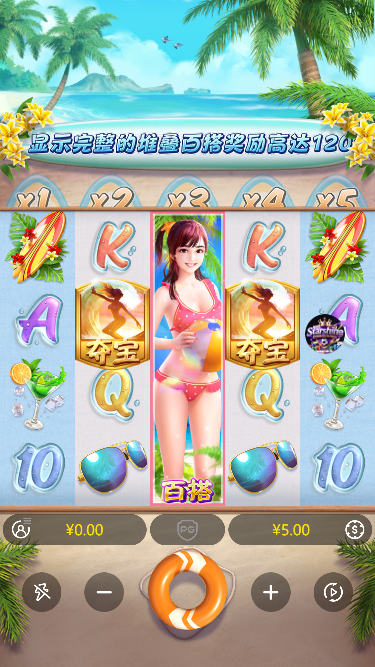 显示完整的堆叠百搭奖励高达120
x1 x2 x3 x4 x5
K K
A 夺宝 夺宝 Starshine A
Q Q
10 百搭 10
¥0.00 PG ¥5.00